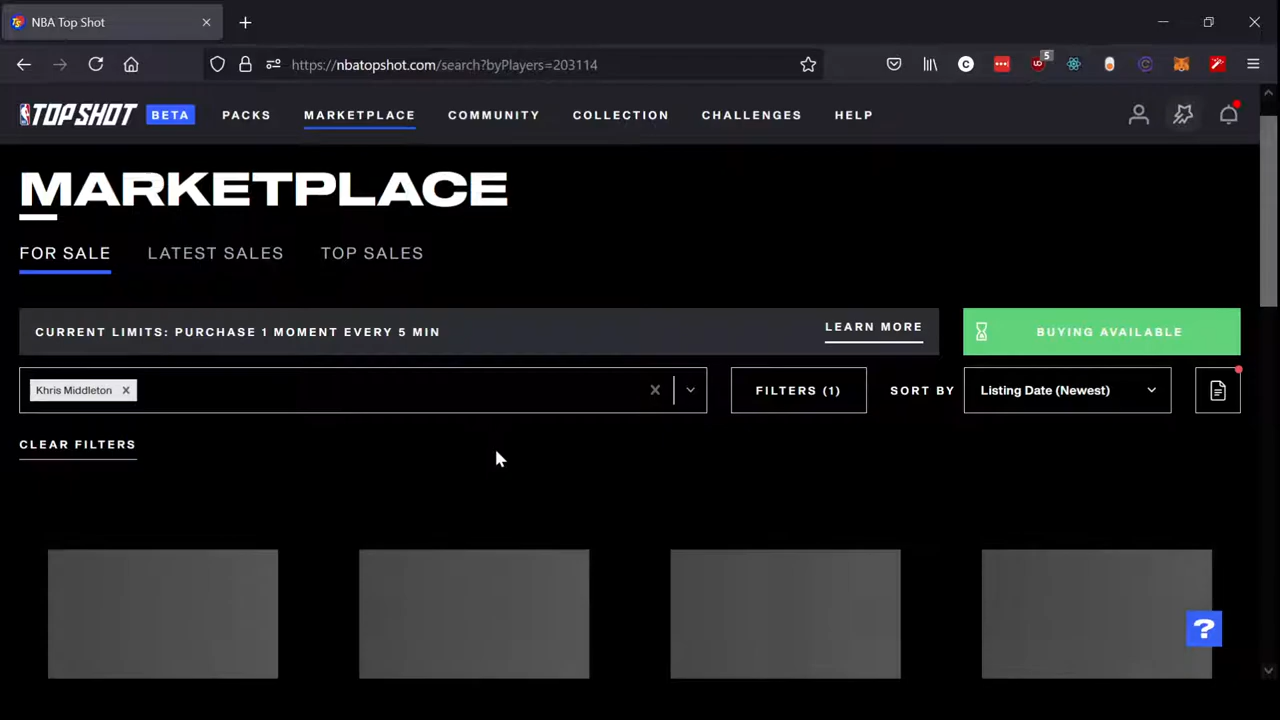 NBA Top Shot
https://nbatopshot.com/search?byPlayers=203114
5
TOP SHOT BETA PACKS MARKETPLACE COMMUNITY COLLECTION CHALLENGES HELP
MARKETPLACE
FOR SALE LATEST SALES TOP SALES
CURRENT LIMITS: PURCHASE 1 MOMENT EVERY 5 MIN LEARN MORE BUYING AVAILABLE
Khris Middleton FILTERS (1) SORT BY Listing Date (Newest)
CLEAR FILTERS
?